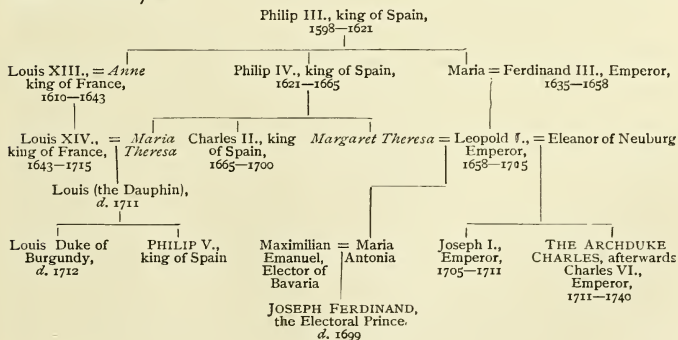 Philip III., king of Spain,
1598—1621
Louis XIII., = Anne
king of France,
1610—1643
Philip IV., king of Spain,
1621—1665
Maria = Ferdinand III., Emperor,
1635—1658
Louis XIV., = Maria
king of France, Theresa
1643—1715
Charles II., king
of Spain,
1665—1700
Margaret Theresa = Leopold I., = Eleanor of Neuburg
Emperor,
1658—1705
Louis (the Dauphin),
d. 1711
Louis Duke of
Burgundy,
d. 1712
PHILIP V.,
king of Spain
Maximilian = Maria
Emanuel, Antonia
Elector of
Bavaria
Joseph I.,
Emperor,
1705—1711
THE ARCHDUKE
CHARLES, afterwards
Charles VI.,
Emperor,
1711—1740
JOSEPH FERDINAND,
the Electoral Prince,
d. 1699